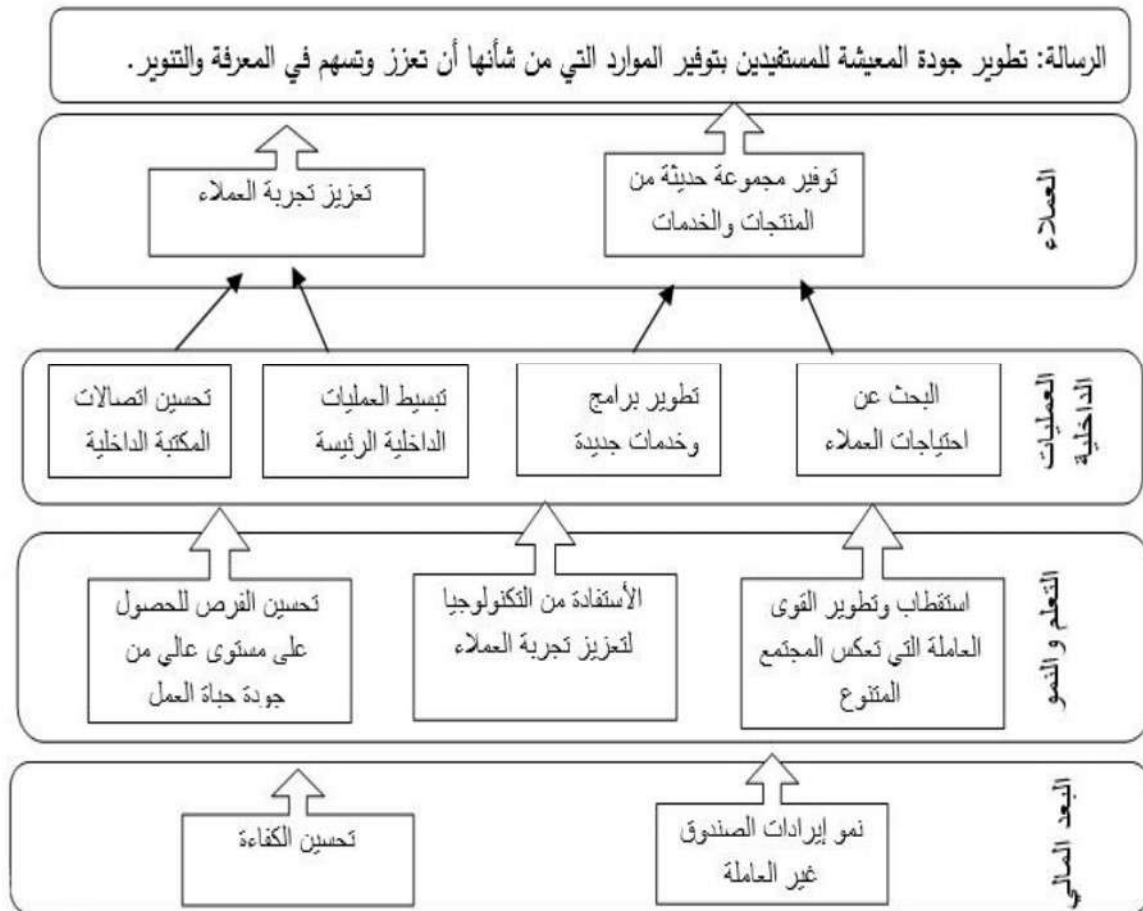 الرسالة: تطوير جودة المعيشة للمستفيدين بتوفير الموارد التي من شأنها أن تعزز وتسهم في المعرفة والتنوير.
العملاء
توفير مجموعة حديثة من
المنتجات والخدمات
تعزيز تجربة العملاء
العمليات
الداخلية
البحث عن
احتياجات العملاء
تطوير برامج
وخدمات جديدة
تبسيط العمليات
الداخلية الرئيسة
تحسين اتصالات
المكتبة الداخلية
التعلم والنمو
استقطاب وتطوير القوى
العاملة التي تعكس المجتمع
المتنوع
الأستفادة من التكنولوجيا
لتعزيز تجربة العملاء
تحسين الفرص للحصول
على مستوى عالي من
جودة حياة العمل
البعد المالي
نمو إيرادات الصندوق
غير العاملة
تحسين الكفاءة